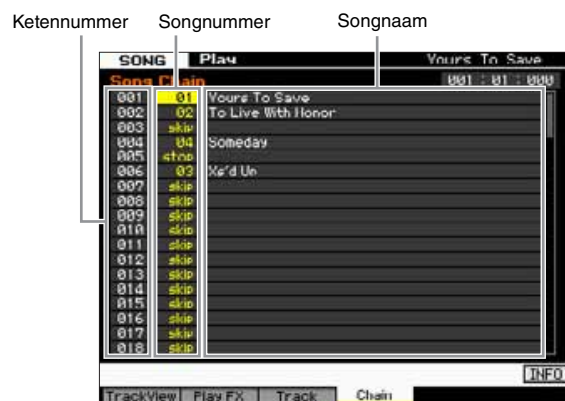 Ketennummer Songnummer Songnaam
SONG Play Yours To Save
Song Chain 001 : 01 : 000
001 01 Yours To Save
002 02 To Live With Honor
003 skip
004 04 Someday
005 stop
006 03 Xe'd Up
007 skip
008 skip
009 skip
010 skip
011 skip
012 skip
013 skip
014 skip
015 skip
016 skip
017 skip
018 skip
INFO
TrackView Play FX Track Chain